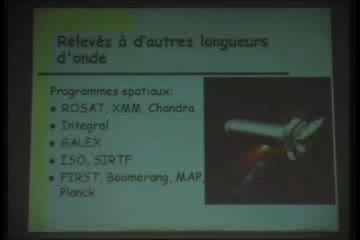 Relevés à d'autres longueurs
d'onde
Programmes spatiaux:
• ROSAT, XMM, Chandra
• Integral
• GALEX
• ISO, SIRTF
• FIRST, Boomerang, MAP,
Planck